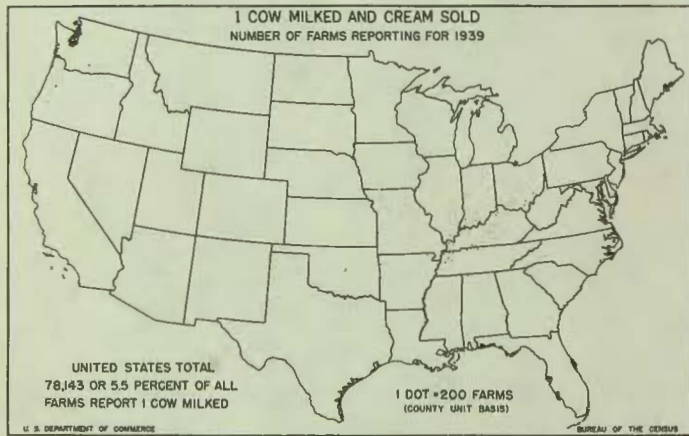 1 COW MILKED AND CREAM SOLD
NUMBER OF FARMS REPORTING FOR 1939
UNITED STATES TOTAL
78,143 OR 5.5 PERCENT OF ALL
FARMS REPORT 1 COW MILKED
1 DOT = 200 FARMS
(COUNTY UNIT BASIS)
U. S. DEPARTMENT OF COMMERCE
BUREAU OF THE CENSUS